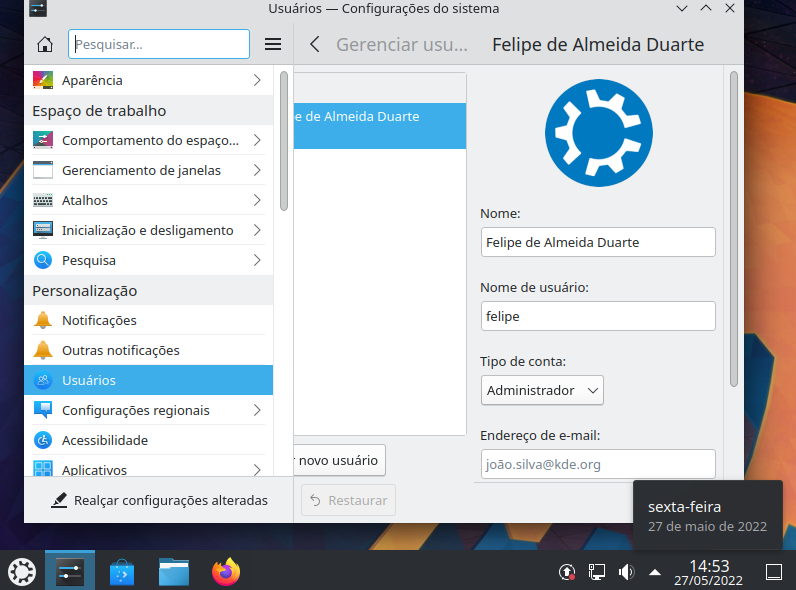 Usuários — Configurações do sistema
Pesquisar...
Gerenciar usu...
Felipe de Almeida Duarte
Aparência
Espaço de trabalho
Comportamento do espaço...
Gerenciamento de janelas
Atalhos
Inicialização e desligamento
Pesquisa
Personalização
Notificações
Outras notificações
Usuários
Configurações regionais
Acessibilidade
Aplicativos
Realçar configurações alteradas
e de Almeida Duarte
r novo usuário
Restaurar
Nome:
Felipe de Almeida Duarte
Nome de usuário:
felipe
Tipo de conta:
Administrador
Endereço de e-mail:
joão.silva@kde.org
sexta-feira
27 de maio de 2022
14:53
27/05/2022